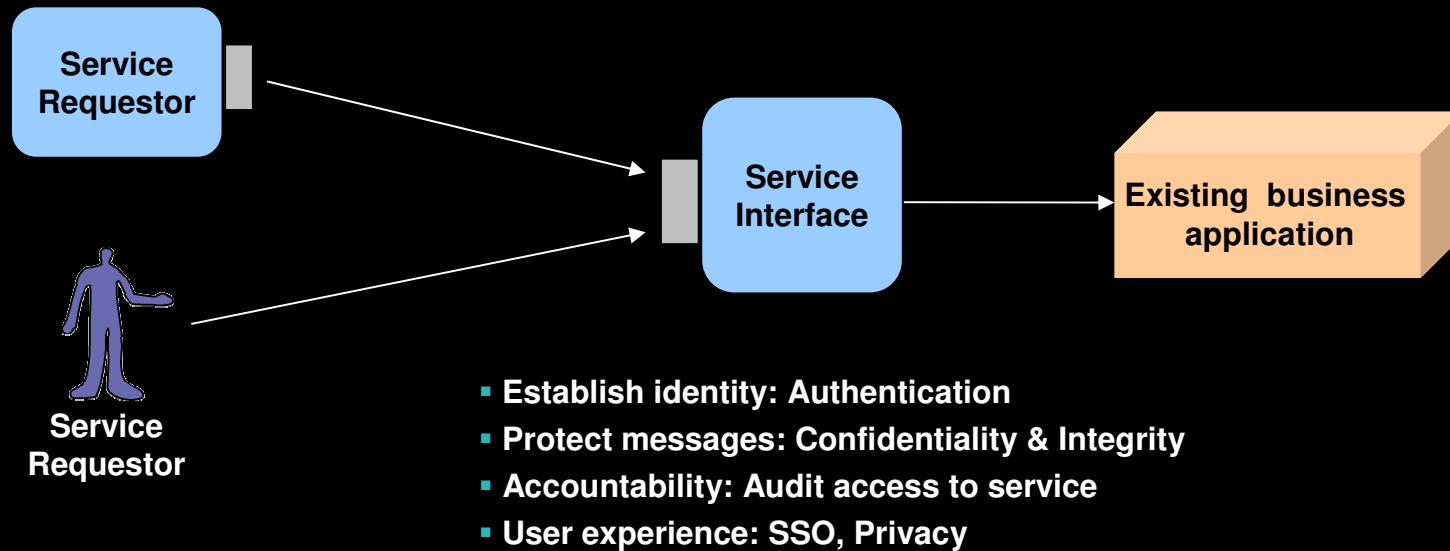 Service
Requestor
Service
Interface
Existing business
application
Service
Requestor
▪ Establish identity: Authentication
▪ Protect messages: Confidentiality & Integrity
▪ Accountability: Audit access to service
▪ User experience: SSO, Privacy